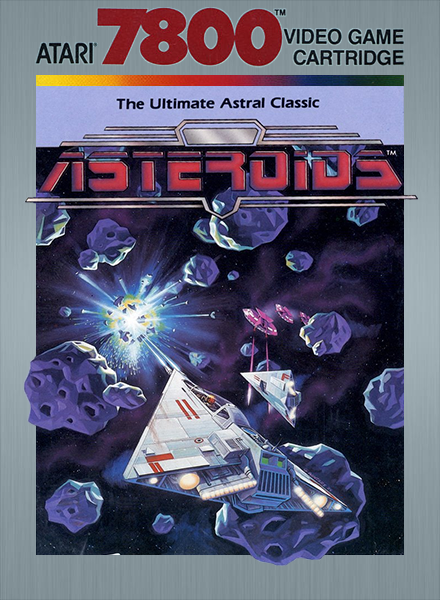 ATARI® 7800™ VIDEO GAME
CARTRIDGE
The Ultimate Astral Classic
ASTEROIDS™